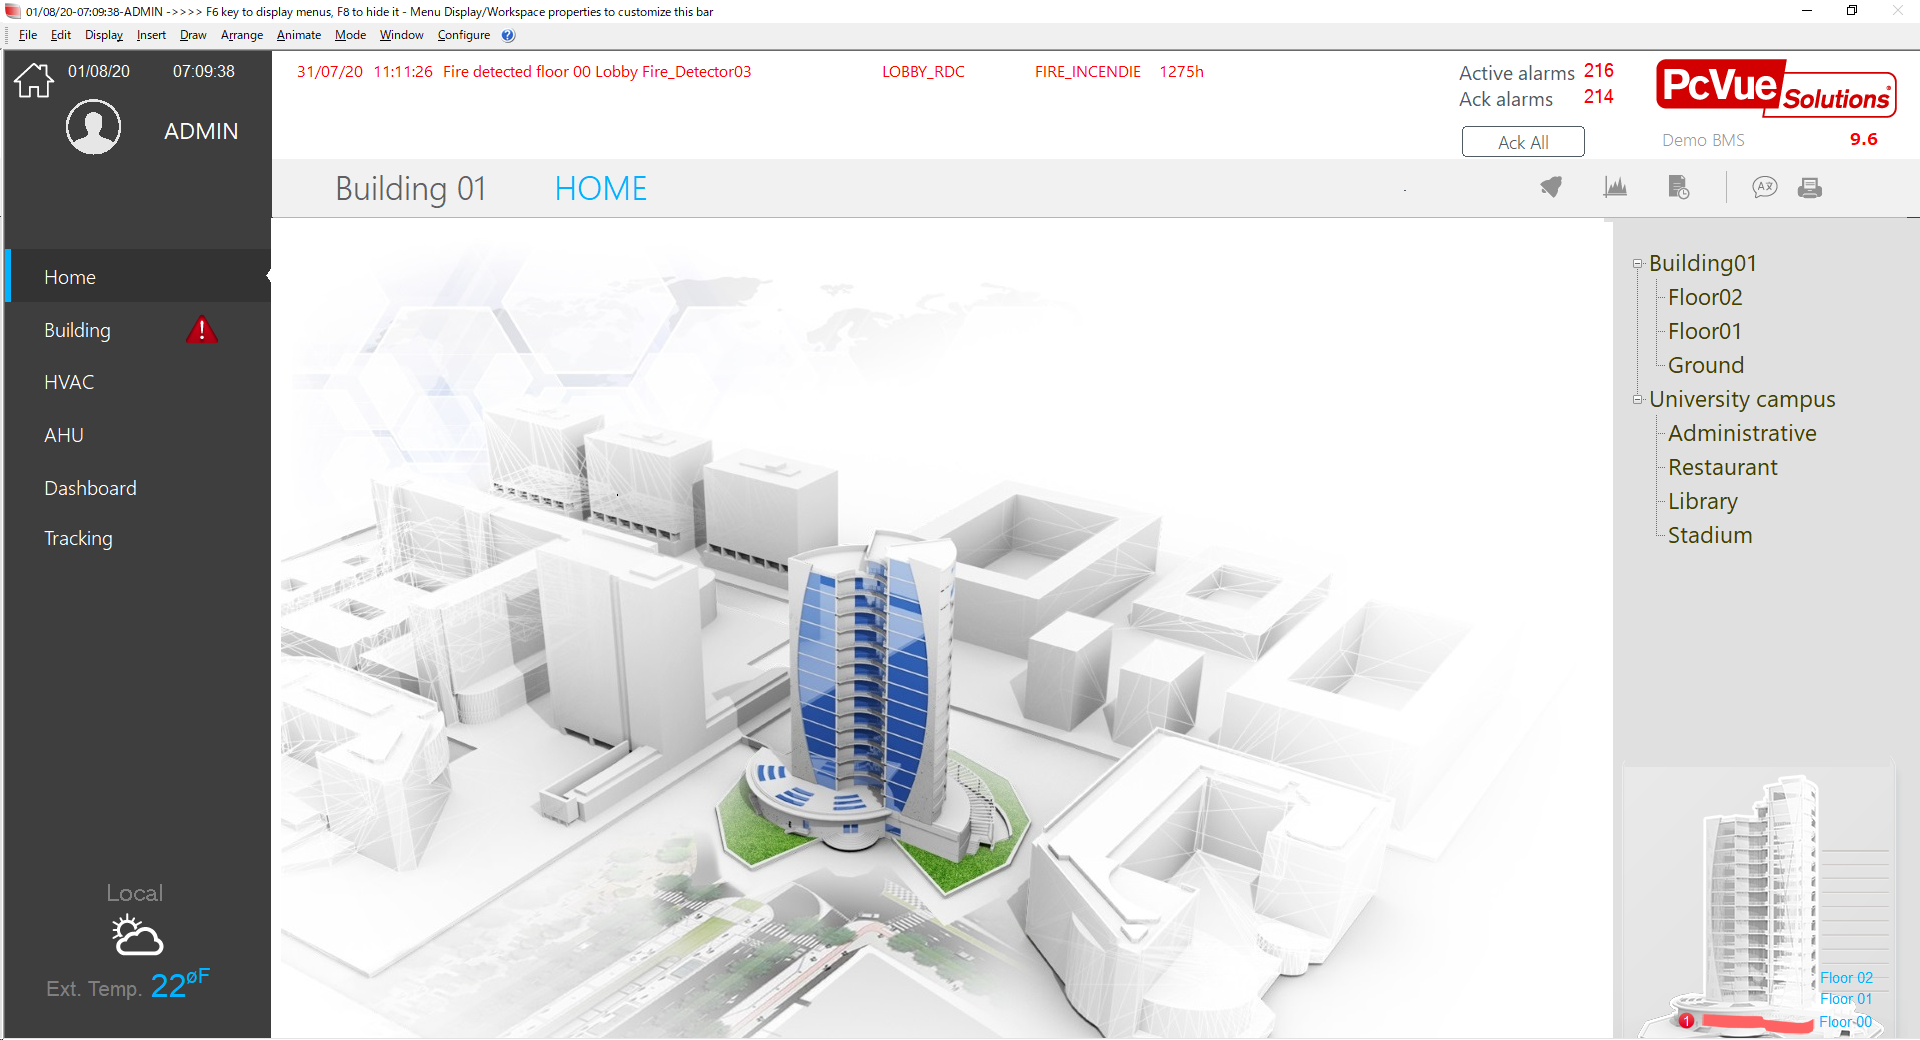 01/08/20-07:09:38-ADMIN ->>>>> F6 key to display menus, F8 to hide it - Menu Display/Workspace properties to customize this bar
File Edit Display Insert Draw Arrange Animate Mode Window Configure ?
01/08/20 07:09:38
ADMIN
31/07/20 11:11:26 Fire detected floor 00 Lobby Fire_Detector03 LOBBY_RDC FIRE_INCENDIE 1275h
Active alarms 216
Ack alarms 214
Ack All
PcVue Solutions
Demo BMS 9.6
Building 01 HOME
Home
Building
HVAC
AHU
Dashboard
Tracking
Local
Ext. Temp. 22øF
Building01
Floor02
Floor01
Ground
University campus
Administrative
Restaurant
Library
Stadium
Floor 02
Floor 01
1 Floor 00